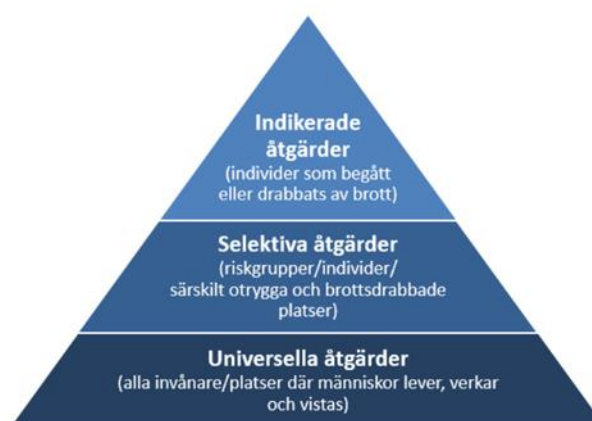 Indikerade
åtgärder
(individer som begått
eller drabbats av brott)
Selektiva åtgärder
(riskgrupper/individer/
särskilt otrygga och brottsdrabbade
platser)
Universella åtgärder
(alla invånare/platser där människor lever, verkar
och vistas)